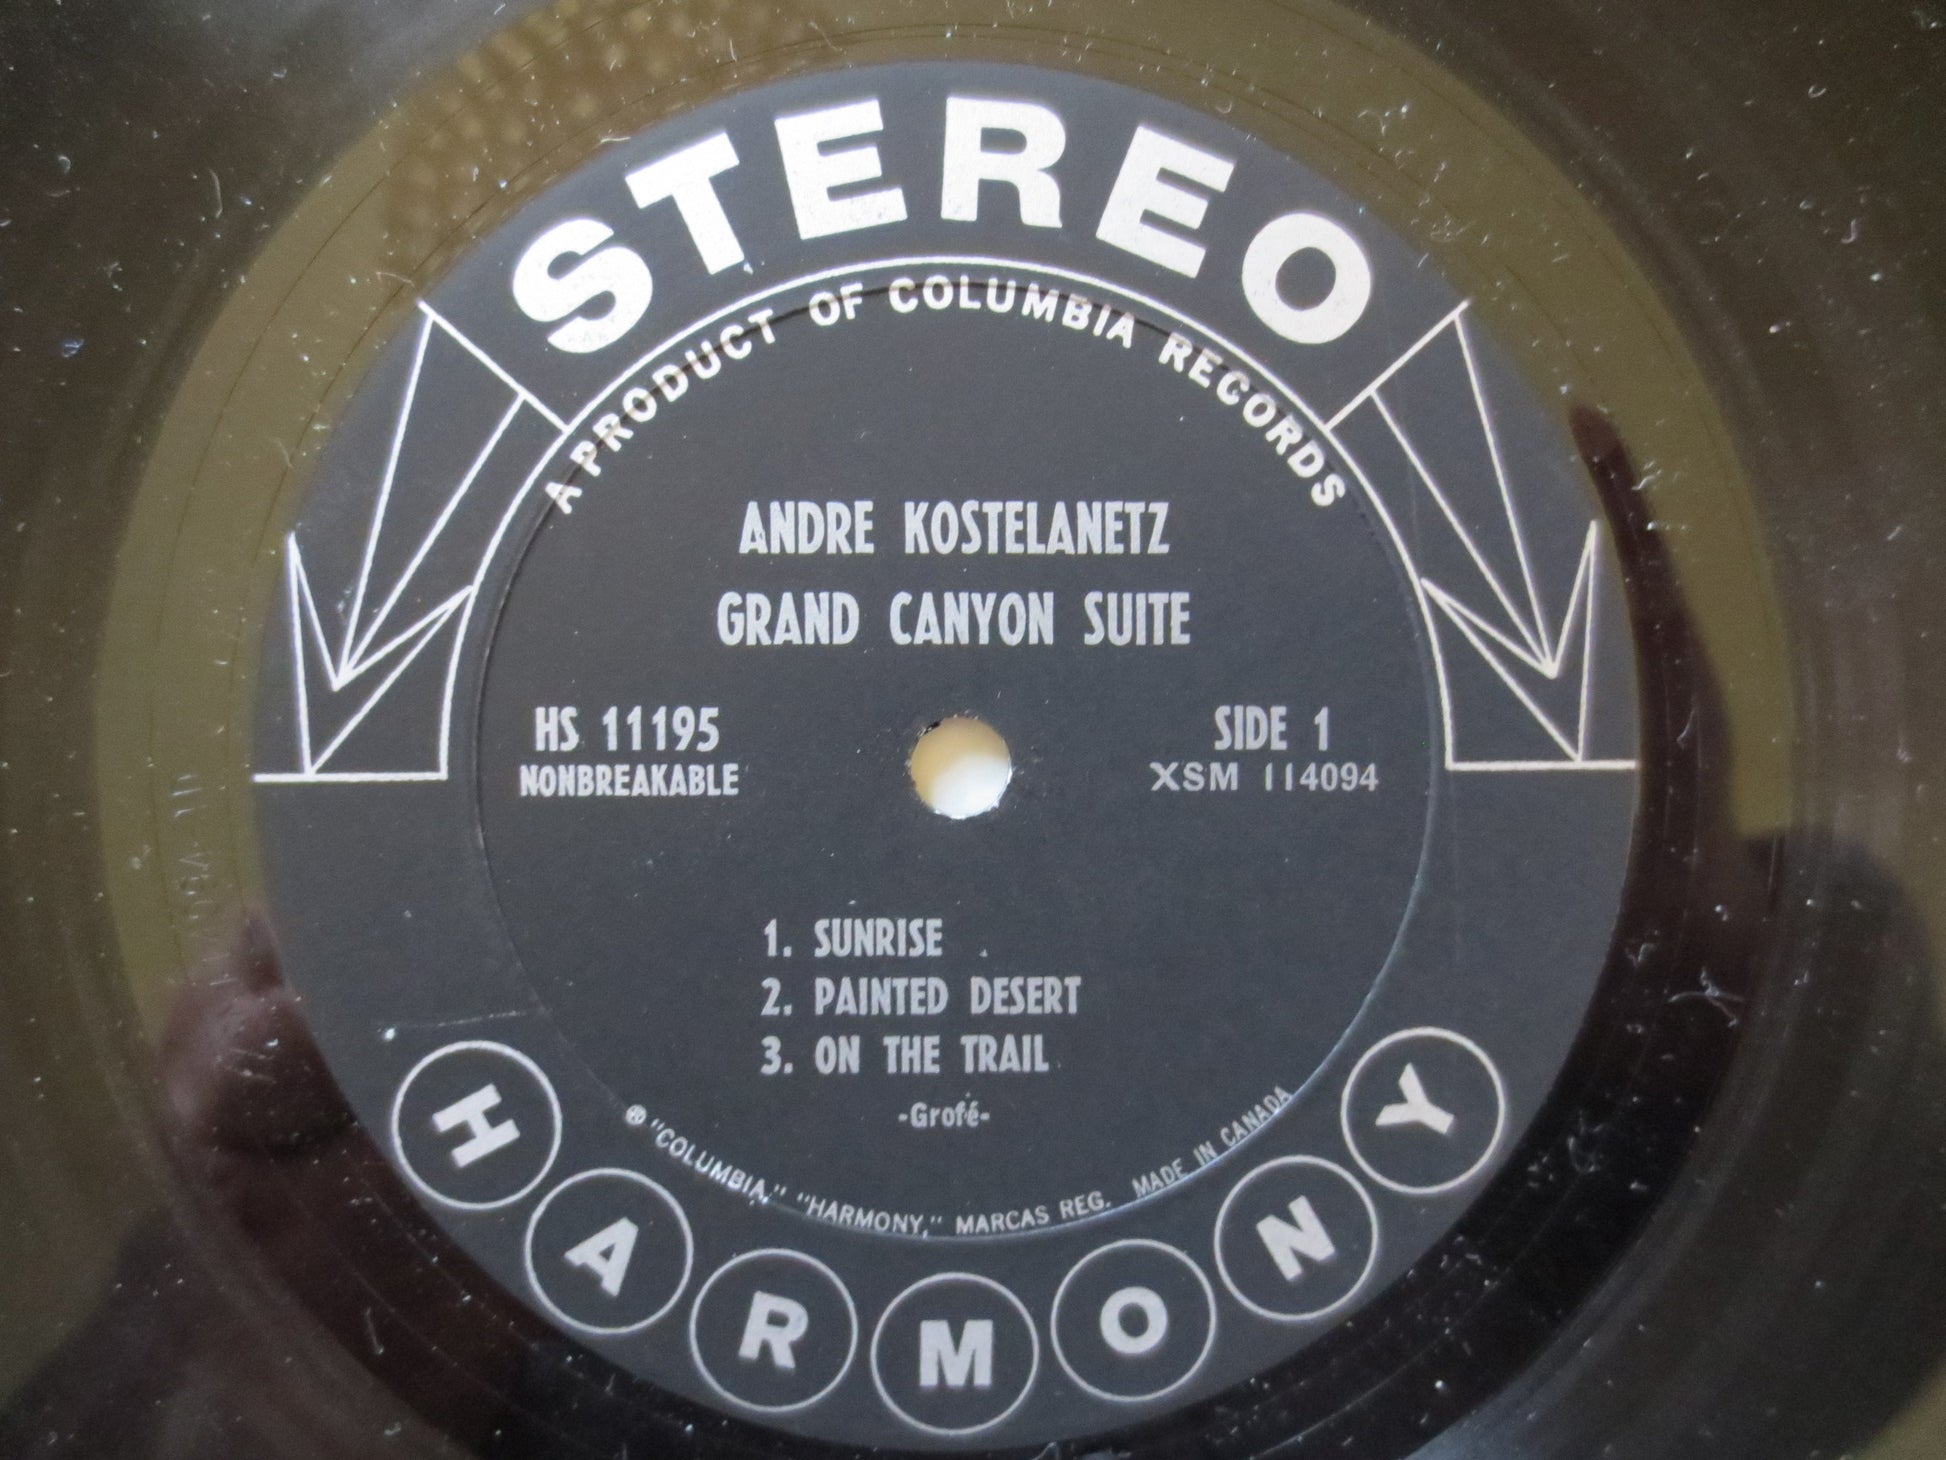 STEREO
A PRODUCT OF COLUMBIA RECORDS
ANDRE KOSTELANETZ
GRAND CANYON SUITE
HS 11195
NONBREAKABLE
SIDE 1
XSM 114094
1. SUNRISE
2. PAINTED DESERT
3. ON THE TRAIL
-Grofé-
® "COLUMBIA," "HARMONY," MARCAS REG. MADE IN CANADA
HARMONY